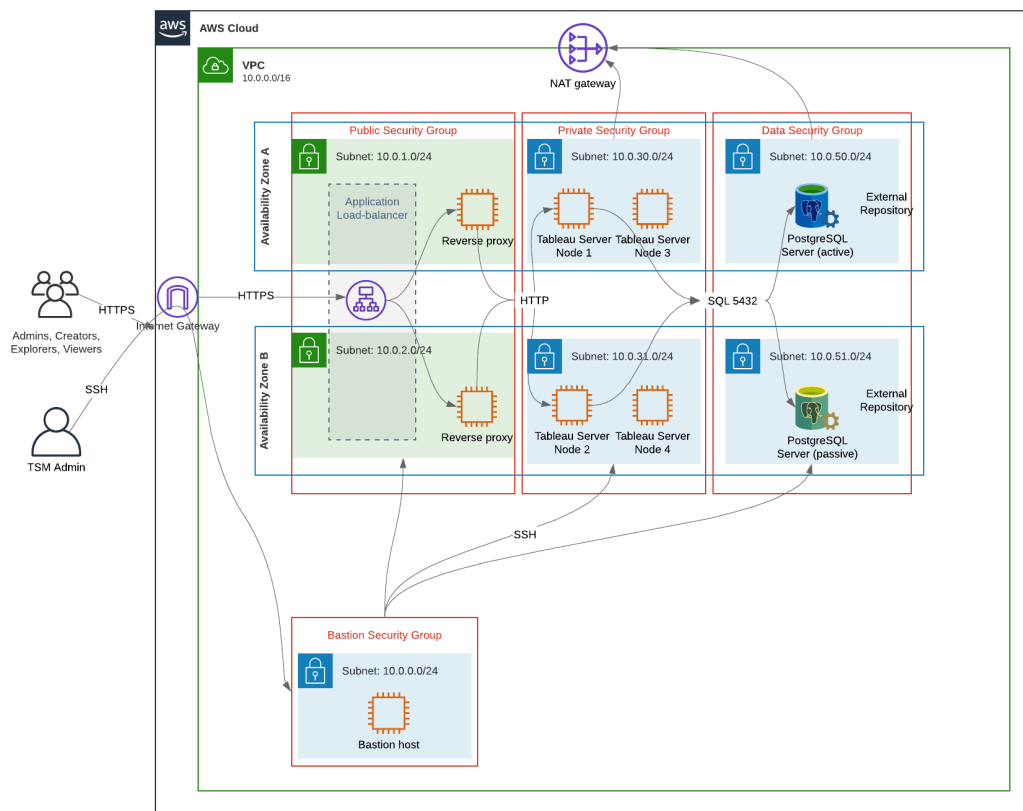 aws
AWS Cloud
VPC
10.0.0.0/16
NAT gateway
Public Security Group
Private Security Group
Data Security Group
Availability Zone A
Subnet: 10.0.1.0/24
Subnet: 10.0.30.0/24
Subnet: 10.0.50.0/24
Application
Load-balancer
Reverse proxy
Tableau Server
Node 1
Tableau Server
Node 3
PostgreSQL
Server (active)
External
Repository
HTTPS
Admins, Creators,
Explorers, Viewers
Internet Gateway
HTTPS
HTTP
SQL 5432
Availability Zone B
Subnet: 10.0.2.0/24
Subnet: 10.0.31.0/24
Subnet: 10.0.51.0/24
Reverse proxy
Tableau Server
Node 2
Tableau Server
Node 4
PostgreSQL
Server (passive)
External
Repository
SSH
TSM Admin
SSH
Bastion Security Group
Subnet: 10.0.0.0/24
Bastion host